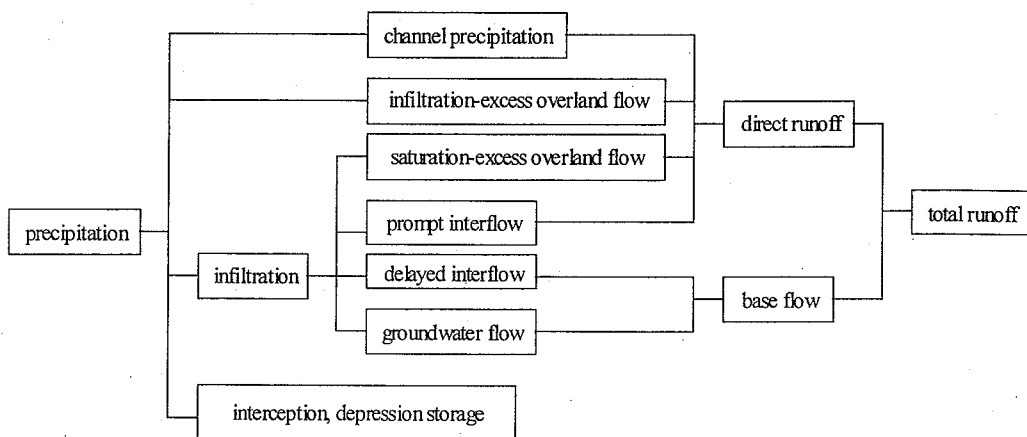 channel precipitation
infiltration-excess overland flow
direct runoff
saturation-excess overland flow
total runoff
precipitation
prompt interflow
infiltration
delayed interflow
base flow
groundwater flow
interception, depression storage